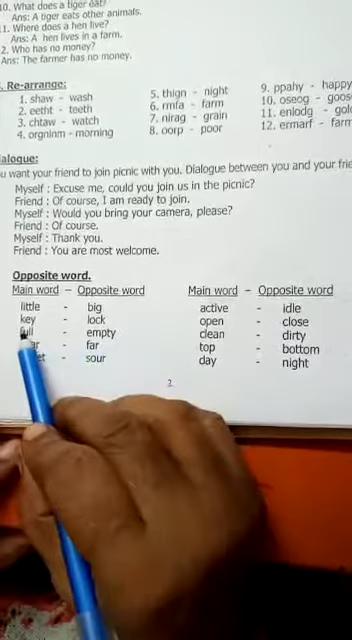 10. What does a tiger eat?
Ans: A tiger eats other animals.
1. Where does a hen live?
Ans: A hen lives in a farm.
2. Who has no money?
Ans: The farmer has no money.
Re-arrange:
1. shaw - wash
2. eetht - teeth
3. chtaw - watch
4. orgninm - morning
5. thign - night
6. rmfa - farm
7. nirag - grain
8. oorp - poor
9. ppahy - happy
10. oseog - goos
11. enlodg - gol
12. ermarf - farm
ialogue:
u want your friend to join picnic with you. Dialogue between you and your frie
Myself : Excuse me, could you join us in the picnic?
Friend : Of course, I am ready to join.
Myself : Would you bring your camera, please?
Friend : Of course.
Myself : Thank you.
Friend : You are most welcome.
Opposite word.
Main word - Opposite word
little - big
key - lock
full - empty
- far
- sour
Main word - Opposite word
active - idle
open - close
clean - dirty
top - bottom
day - night
2